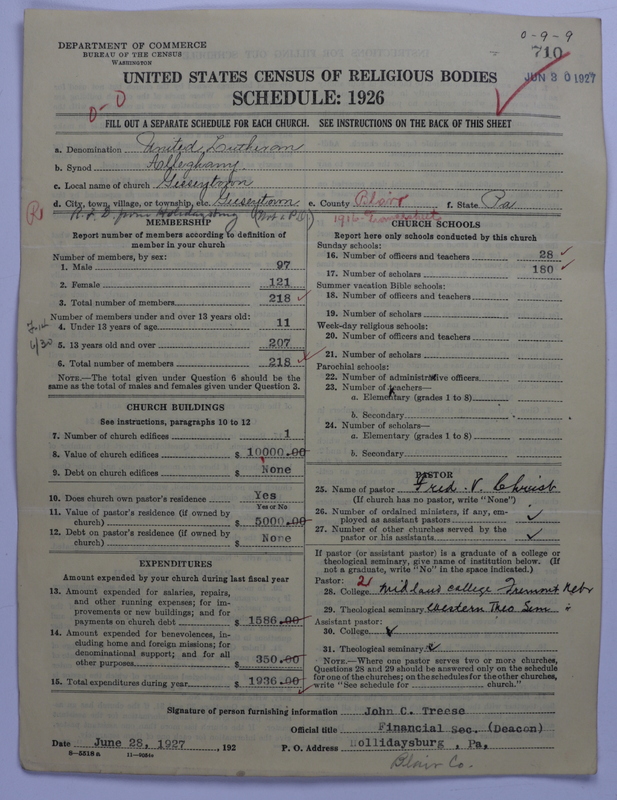 0-9-9
DEPARTMENT OF COMMERCE
BUREAU OF THE CENSUS
WASHINGTON
710
JUN 30 1927
UNITED STATES CENSUS OF RELIGIOUS BODIES
SCHEDULE: 1926
0-0
FILL OUT A SEPARATE SCHEDULE FOR EACH CHURCH. SEE INSTRUCTIONS ON THE BACK OF THIS SHEET
a. Denomination United Lutheran
b. Synod Alleghany
c. Local name of church Geeseytown
d. City, town, village, or township, etc. Geeseytown e. County Blair f. State Pa
R.F.D. from Hollidaysburg (Not a P.O.)
1916-
MEMBERSHIP
Report number of members according to definition of
member in your church
Number of members, by sex:
1. Male 97
2. Female 121
3. Total number of members 218
Number of members under and over 13 years old:
4. Under 13 years of age 11
6/30
5. 13 years old and over 207
6. Total number of members 218
NOTE.—The total given under Question 6 should be the
same as the total of males and females given under Question 3.
CHURCH BUILDINGS
See instructions, paragraphs 10 to 12
7. Number of church edifices 1
8. Value of church edifices $ 10000.00
9. Debt on church edifices $ None
10. Does church own pastor's residence Yes
Yes or No
11. Value of pastor's residence (if owned by
church) $ 5000.00
12. Debt on pastor's residence (if owned by
church) $ None
EXPENDITURES
Amount expended by your church during last fiscal year
13. Amount expended for salaries, repairs,
and other running expenses; for im-
provements or new buildings; and for
payments on church debt $ 1586.00
14. Amount expended for benevolences, in-
cluding home and foreign missions; for
denominational support; and for all
other purposes $ 350.00
15. Total expenditures during year $ 1936.00
CHURCH SCHOOLS
Report here only schools conducted by this church
Sunday schools:
16. Number of officers and teachers 28
17. Number of scholars 180
Summer vacation Bible schools:
18. Number of officers and teachers
19. Number of scholars
Week-day religious schools:
20. Number of officers and teachers
21. Number of scholars
Parochial schools:
22. Number of administrative officers
23. Number of teachers—
a. Elementary (grades 1 to 8)
b. Secondary
24. Number of scholars—
a. Elementary (grades 1 to 8)
b. Secondary
PASTOR
25. Name of pastor Fred. V. Christ
(If church has no pastor, write "None")
26. Number of ordained ministers, if any, em-
ployed as assistant pastors
27. Number of other churches served by the
pastor or his assistants
If pastor (or assistant pastor) is a graduate of a college or
theological seminary, give name of institution below. (If
not a graduate, write "No" in the space indicated.)
Pastor: 2
28. College Midland College Fremont Nebr
29. Theological seminary Western Theo Sem "
Assistant pastor:
30. College
31. Theological seminary
NOTE.—Where one pastor serves two or more churches,
Questions 28 and 29 should be answered only on the schedule
for one of the churches; on the schedules for the other churches,
write "See schedule for church."
Signature of person furnishing information John C. Treese
Official title Financial Sec. (Deacon)
Date June 28, 1927, 192 P. O. Address Hollidaysburg, Pa,
8-5518a
Blair Co.